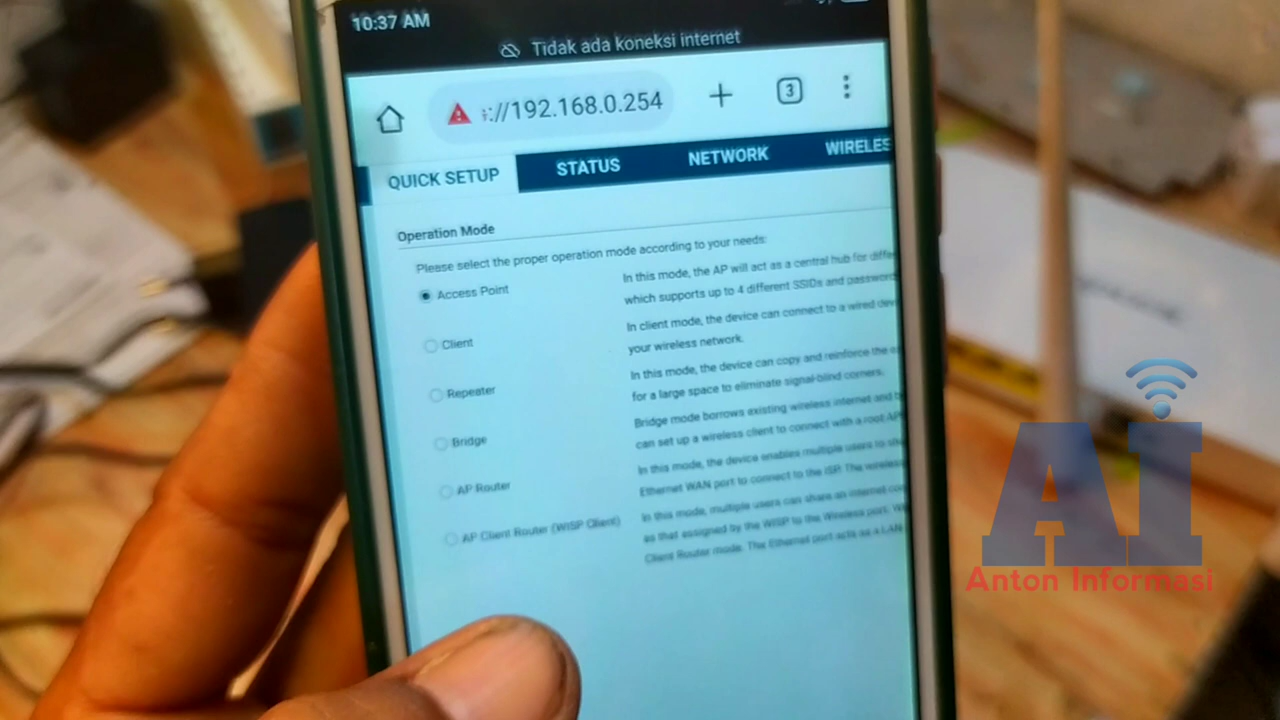 10:37 AM
Tidak ada koneksi internet
://192.168.0.254
3
QUICK SETUP
STATUS
NETWORK
WIRELES
Operation Mode
Please select the proper operation mode according to your needs:
Access Point
In this mode, the AP will act as a central hub for diffe
which supports up to 4 different SSIDs and password
Client
In client mode, the device can connect to a wired devi
your wireless network.
Repeater
In this mode, the device can copy and reinforce the
for a large space to eliminate signal-blind corners.
Bridge
Bridge mode borrows existing wireless internet and
can set up a wireless client to connect with a root AP
AP Router
In this mode, the device enables multiple users to
Ethernet WAN port to connect to the ISP. The wireless
AP Client Router (WISP Client)
In this mode, multiple users can share an internet
as that assigned by the WISP to the Wireless port.
Client Router mode. The Ethernet port acts as a LAN
AI
Anton Informasi